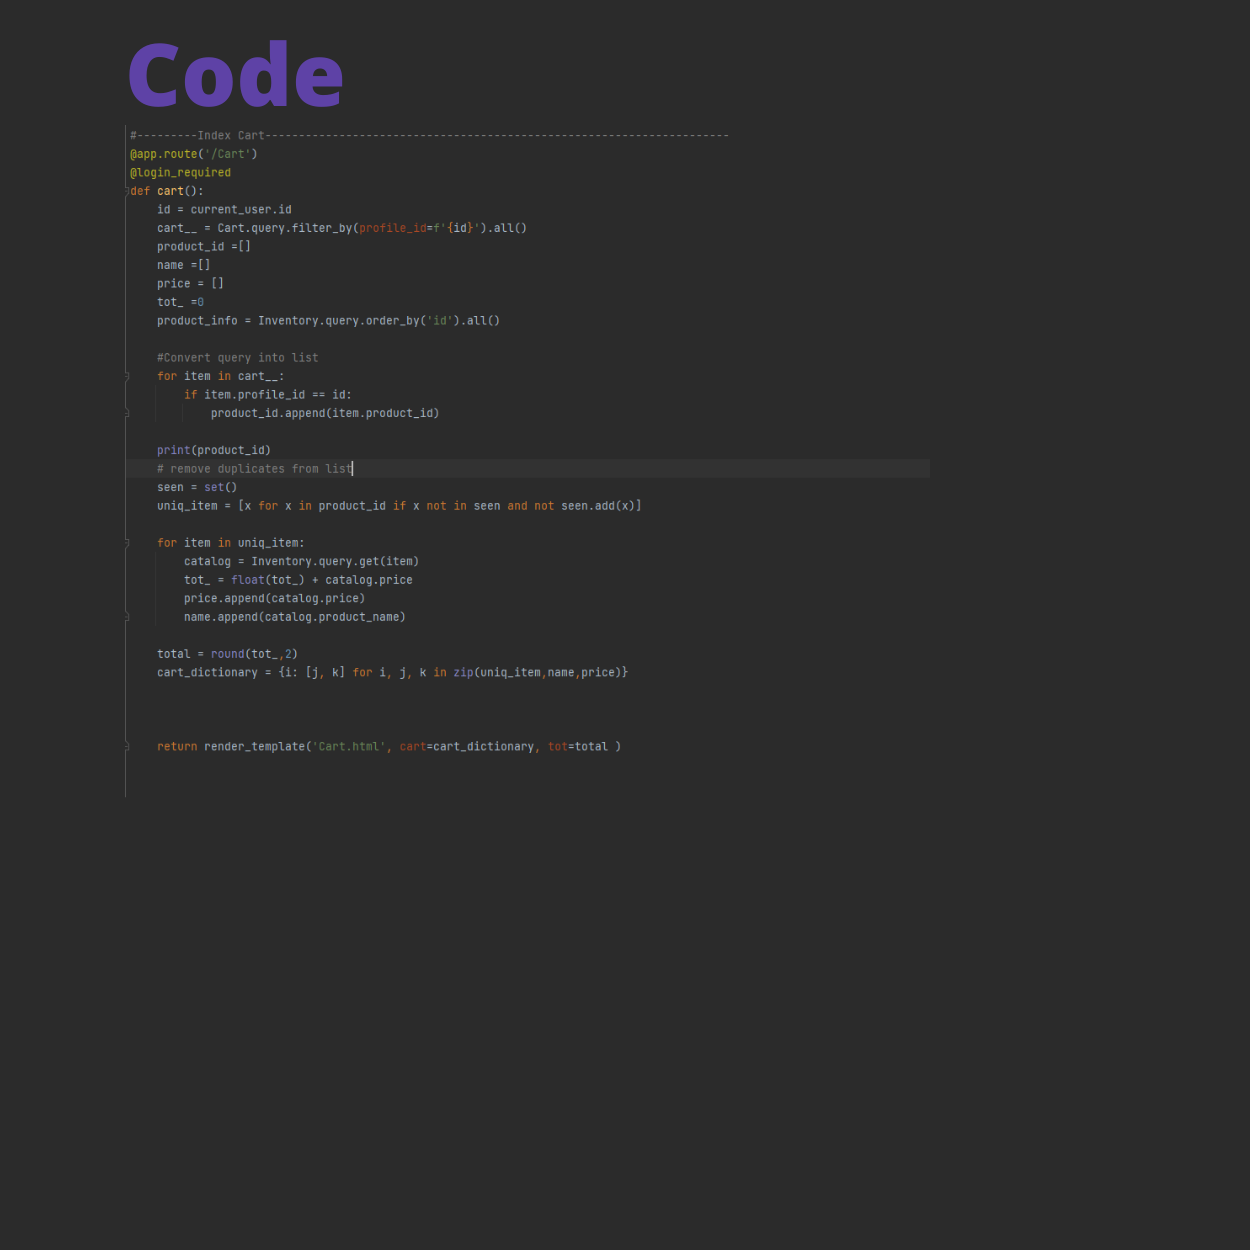 Code
#---------Index Cart---------------------------------------------------------------------
@app.route('/Cart')
@login_required
def cart():
    id = current_user.id
    cart__ = Cart.query.filter_by(profile_id=f'{id}').all()
    product_id =[]
    name =[]
    price = []
    tot_ =0
    product_info = Inventory.query.order_by('id').all()
    #Convert query into list
    for item in cart__:
        if item.profile_id == id:
            product_id.append(item.product_id)
    print(product_id)
    # remove duplicates from list
    seen = set()
    uniq_item = [x for x in product_id if x not in seen and not seen.add(x)]
    for item in uniq_item:
        catalog = Inventory.query.get(item)
        tot_ = float(tot_) + catalog.price
        price.append(catalog.price)
        name.append(catalog.product_name)
    total = round(tot_,2)
    cart_dictionary = {i: [j, k] for i, j, k in zip(uniq_item,name,price)}
    return render_template('Cart.html', cart=cart_dictionary, tot=total )